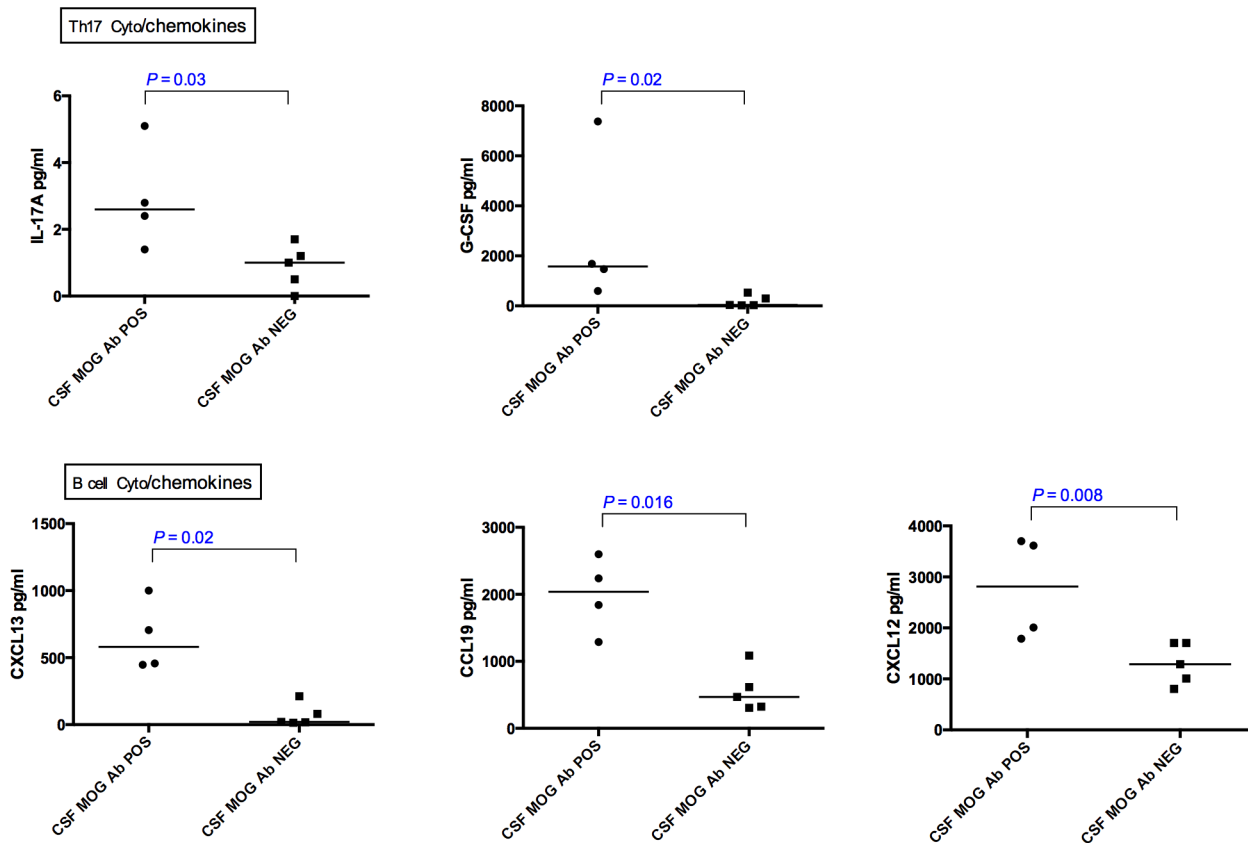 Th17 Cyto/chemokines
P = 0.03
6
4
2
0
IL-17A pg/ml
CSF MOG Ab POS
CSF MOG Ab NEG
P = 0.02
8000
6000
4000
2000
0
G-CSF pg/ml
CSF MOG Ab POS
CSF MOG Ab NEG
B cell Cyto/chemokines
P = 0.02
1500
1000
500
0
CXCL13 pg/ml
CSF MOG Ab POS
CSF MOG Ab NEG
P = 0.016
3000
2000
1000
0
CCL19 pg/ml
CSF MOG Ab POS
CSF MOG Ab NEG
P = 0.008
4000
3000
2000
1000
0
CXCL12 pg/ml
CSF MOG Ab POS
CSF MOG Ab NEG